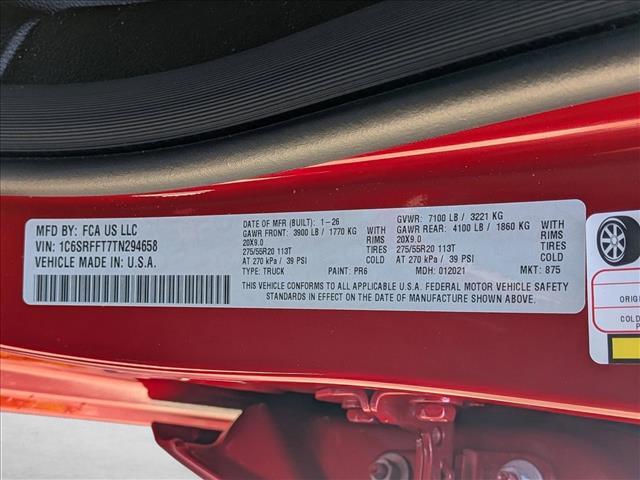 MFD BY: FCA US LLC
VIN: 1C6SRFFT7TN294658
VEHICLE MADE IN: U.S.A.
DATE OF MFR (BUILT): 1-26
GAWR FRONT: 3900 LB / 1770 KG WITH
20X9.0 RIMS
275/55R20 113T TIRES
AT 270 kPa / 39 PSI COLD
TYPE: TRUCK PAINT: PR6
GVWR: 7100 LB / 3221 KG
GAWR REAR: 4100 LB / 1860 KG WITH
20X9.0 RIMS
275/55R20 113T TIRES
AT 270 kPa / 39 PSI COLD
MDH: 012021 MKT: 875
THIS VEHICLE CONFORMS TO ALL APPLICABLE U.S.A. FEDERAL MOTOR VEHICLE SAFETY
STANDARDS IN EFFECT ON THE DATE OF MANUFACTURE SHOWN ABOVE.
ORIGI
COLD
P